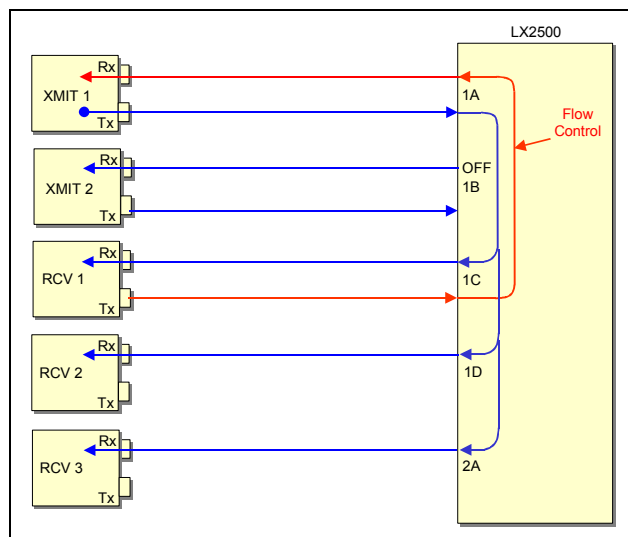 LX2500
Rx
XMIT 1
Tx
1A
Flow
Control
Rx
XMIT 2
Tx
OFF
1B
Rx
RCV 1
Tx
1C
Rx
RCV 2
Tx
1D
Rx
RCV 3
Tx
2A